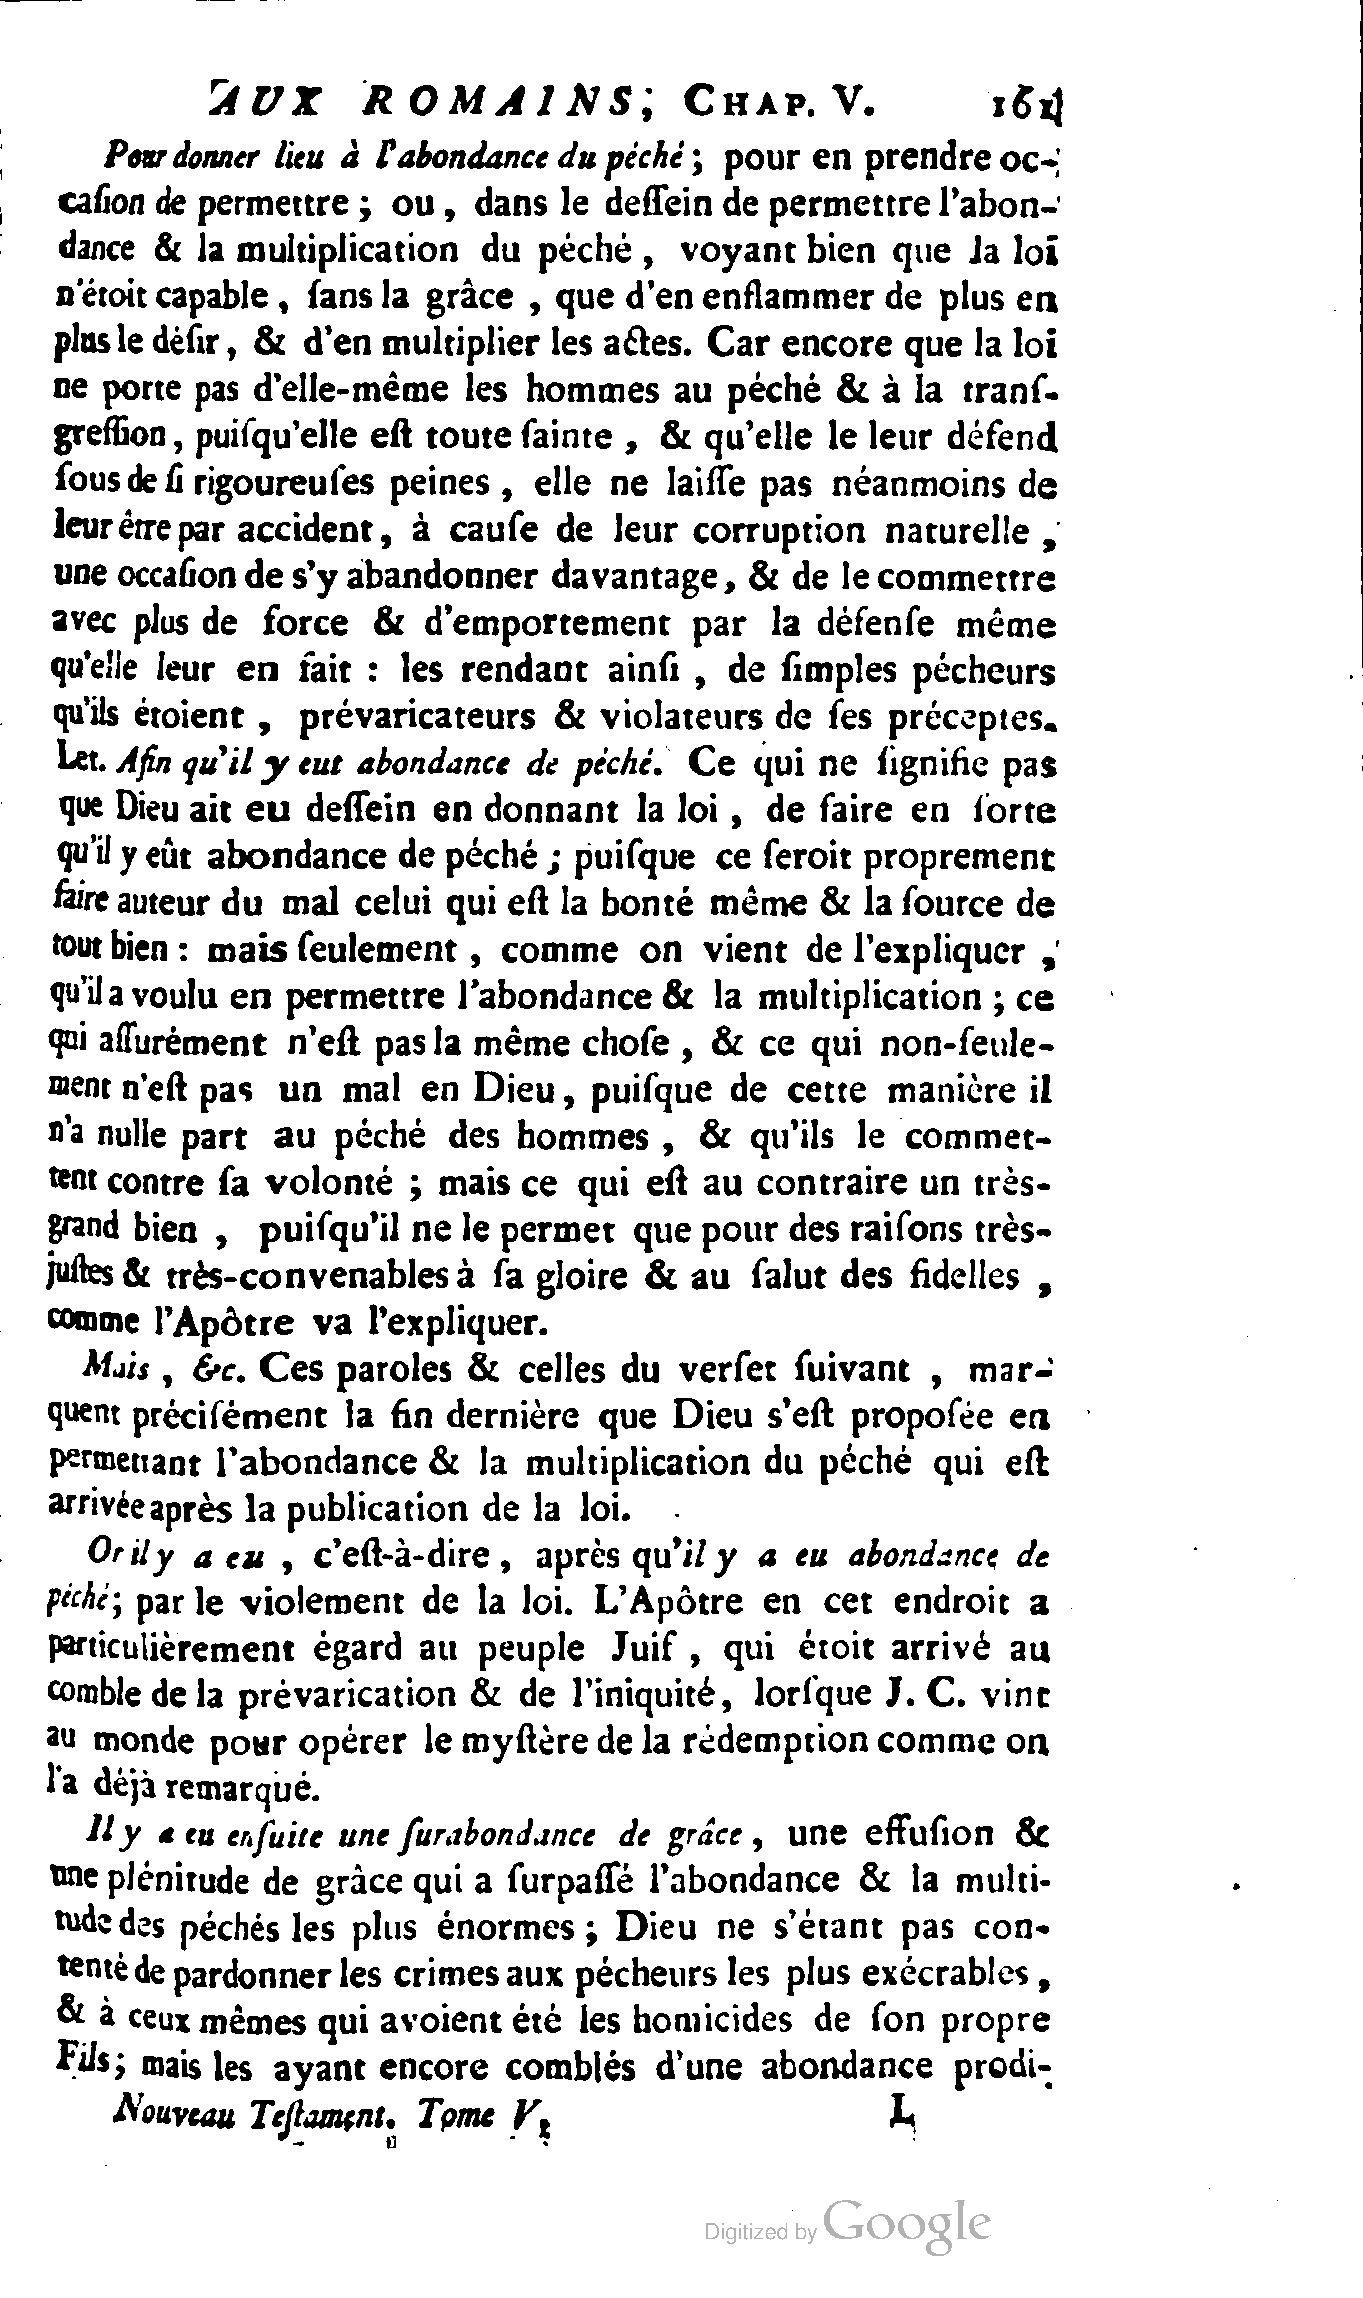 AUX ROMAINS, CHAP. V. 161
Pour donner lieu à l'abondance du péché ; pour en prendre oc-
caſion de permettre ; ou , dans le deſſein de permettre l'abon-
dance & la multiplication du péché , voyant bien que la loi
n'étoit capable , ſans la grâce , que d'en enflammer de plus en
plus le déſir , & d'en multiplier les actes. Car encore que la loi
ne porte pas d'elle-même les hommes au péché & à la tranſ-
greſſion, puiſqu'elle eſt toute ſainte , & qu'elle le leur défend
ſous de ſi rigoureuſes peines , elle ne laiſſe pas néanmoins de
leur être par accident, à cauſe de leur corruption naturelle ,
une occaſion de s'y abandonner davantage, & de le commettre
avec plus de force & d'emportement par la défenſe même
qu'elle leur en fait : les rendant ainſi , de ſimples pécheurs
qu'ils étoient , prévaricateurs & violateurs de ſes préceptes.
Let. Afin qu'il y eut abondance de péché. Ce qui ne ſignifie pas
que Dieu ait eu deſſein en donnant la loi , de faire en ſorte
qu'il y eût abondance de péché ; puiſque ce ſeroit proprement
faire auteur du mal celui qui eſt la bonté même & la ſource de
tout bien : mais ſeulement , comme on vient de l'expliquer ,
qu'il a voulu en permettre l'abondance & la multiplication ; ce
qui aſſurément n'eſt pas la même choſe , & ce qui non-ſeule-
ment n'eſt pas un mal en Dieu, puiſque de cette manière il
n'a nulle part au péché des hommes , & qu'ils le commet-
tent contre ſa volonté ; mais ce qui eſt au contraire un très-
grand bien , puiſqu'il ne le permet que pour des raiſons très-
juſtes & très-convenables à ſa gloire & au ſalut des fidelles ,
comme l'Apôtre va l'expliquer.
Mais , &c. Ces paroles & celles du verſet ſuivant , mar-
quent préciſément la fin dernière que Dieu s'eſt propoſée en
permettant l'abondance & la multiplication du péché qui eſt
arrivée après la publication de la loi.
Or il y a eu , c'eſt-à-dire , après qu'il y a eu abondance de
péché ; par le violement de la loi. L'Apôtre en cet endroit a
particulièrement égard au peuple Juif , qui étoit arrivé au
comble de la prévarication & de l'iniquité, lorſque J. C. vint
au monde pour opérer le myſtère de la rédemption comme on
l'a déjà remarqué.
Il y a eu enſuite une ſurabondance de grâce , une effuſion &
une plénitude de grâce qui a ſurpaſſé l'abondance & la multi-
tude des péchés les plus énormes ; Dieu ne s'étant pas con-
tenté de pardonner les crimes aux pécheurs les plus exécrables ,
& à ceux mêmes qui avoient été les homicides de ſon propre
Fils ; mais les ayant encore comblés d'une abondance prodi-
Nouveau Teſtament. Tome V. L
Digitized by Google